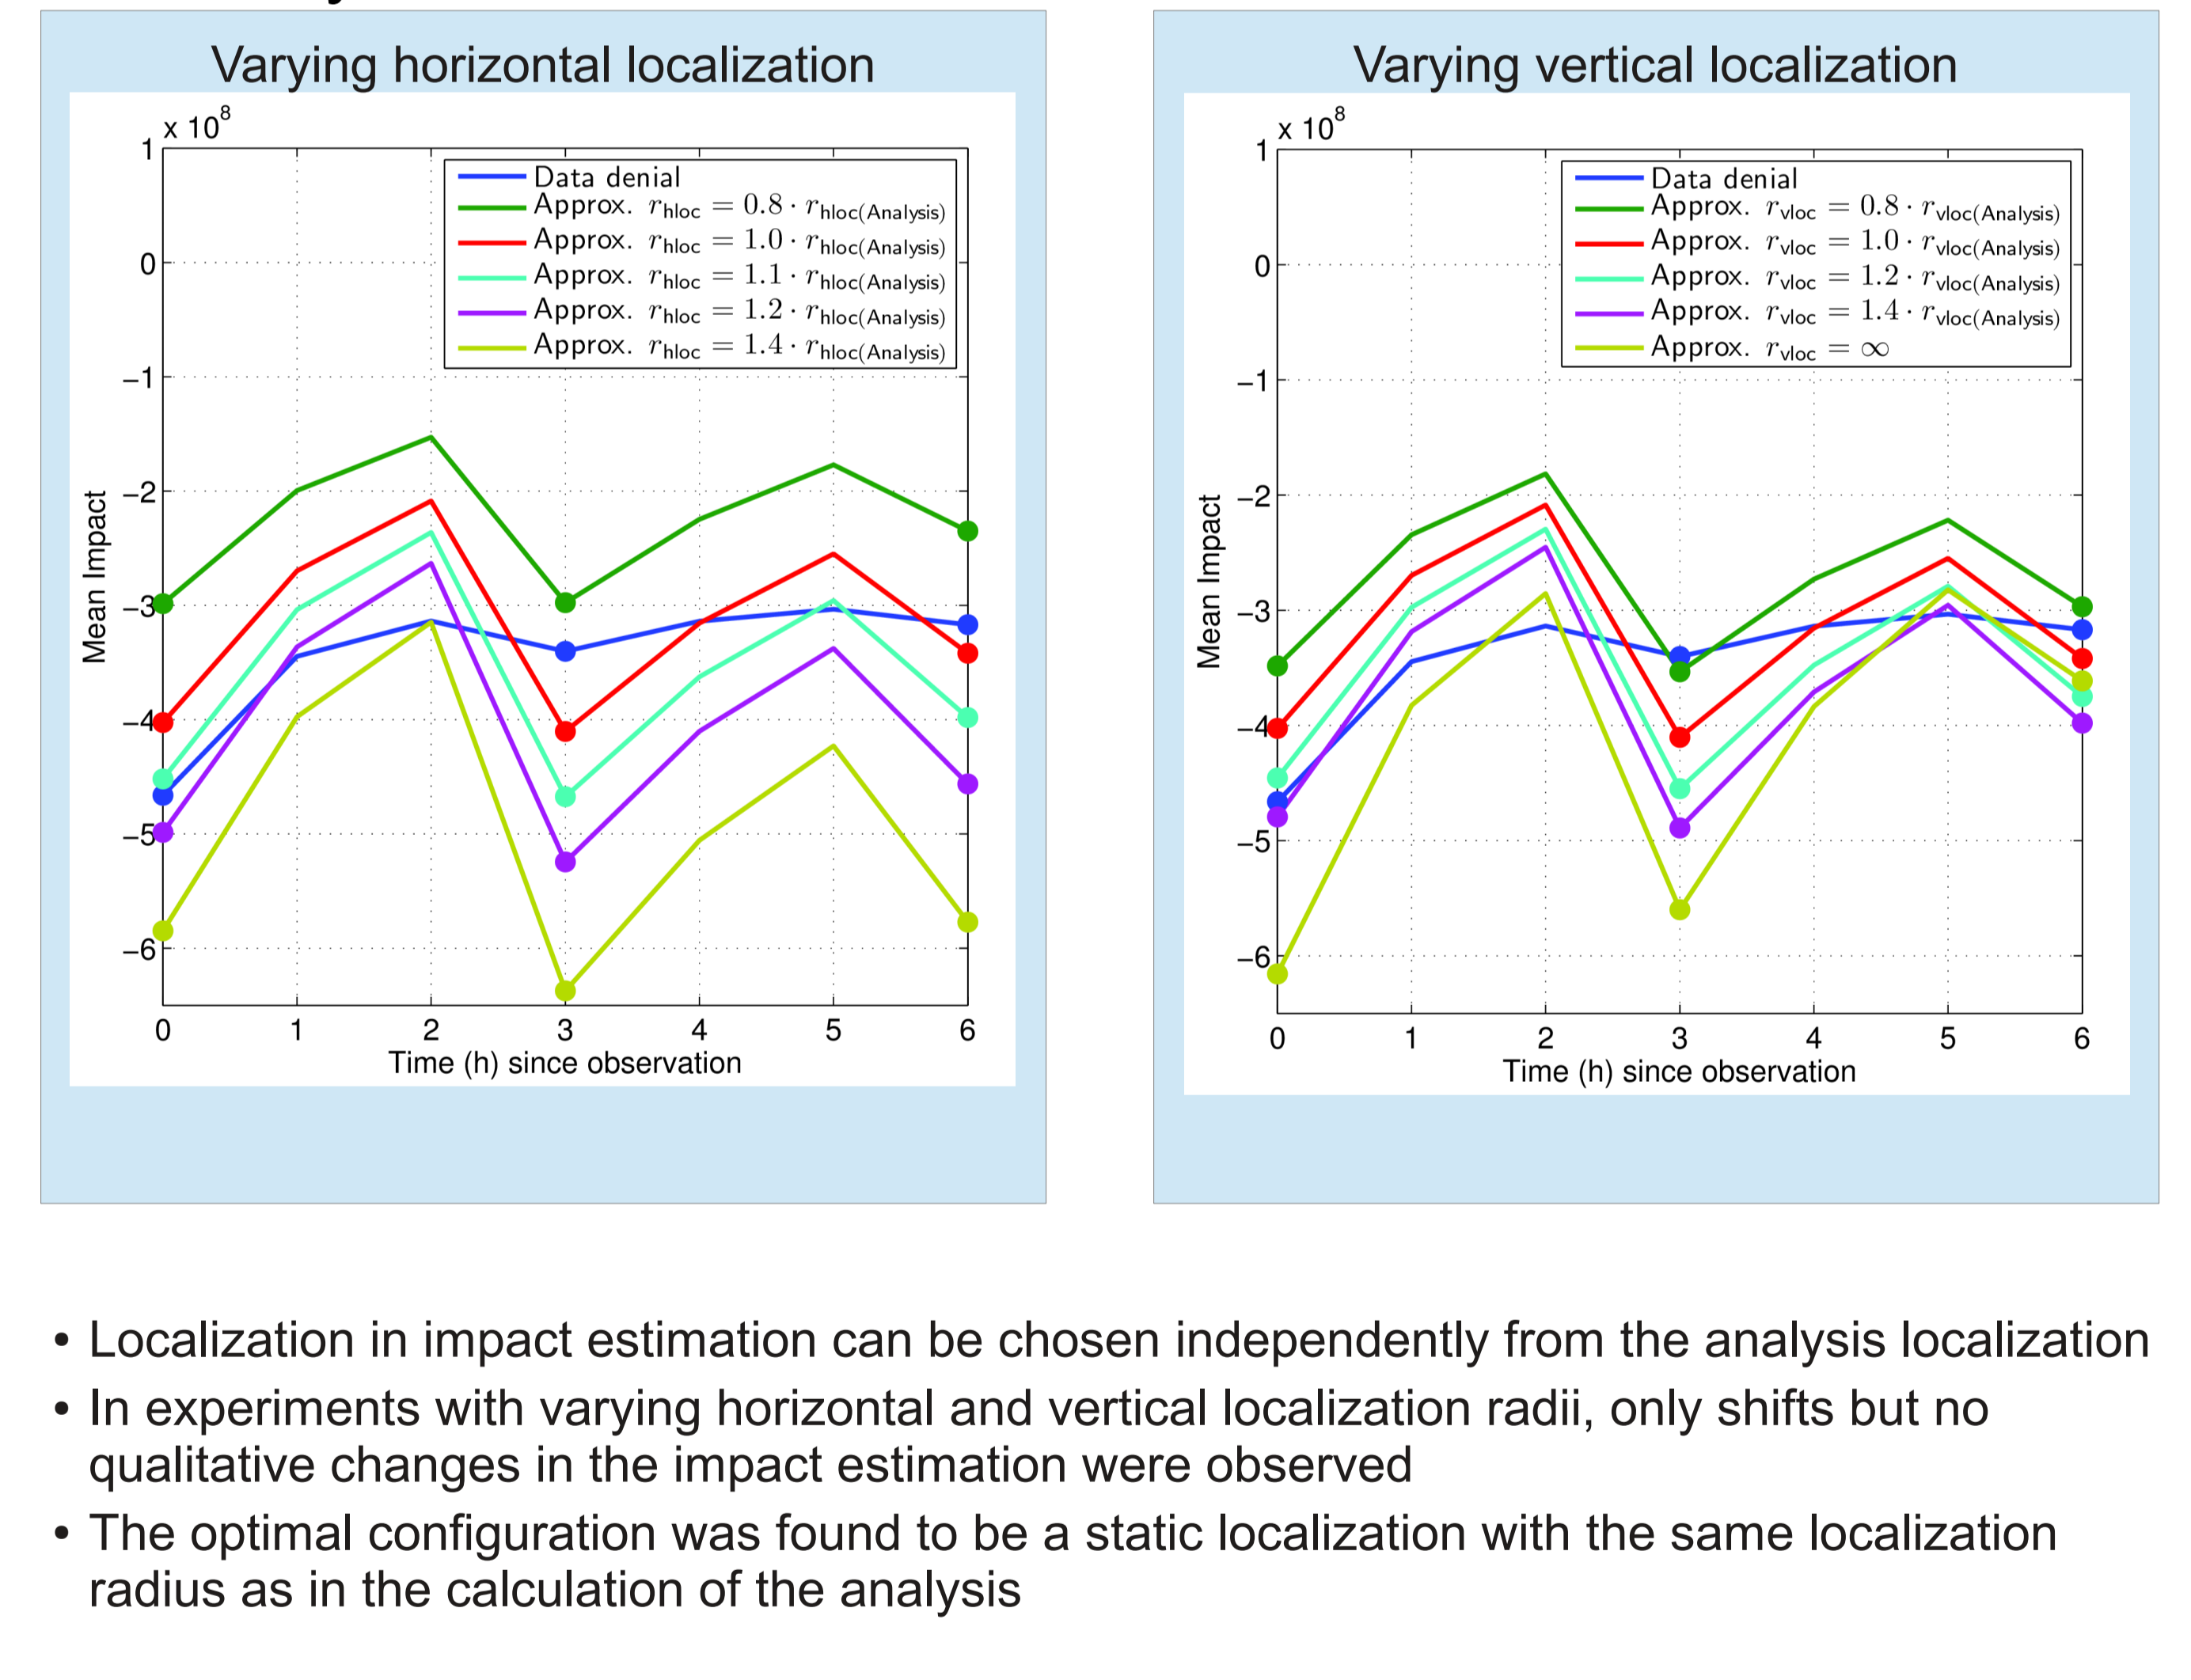 Varying horizontal localization
x 10^8
1
0
−1
−2
−3
−4
−5
−6
Mean Impact
Data denial
Approx. r_hloc = 0.8 · r_hloc(Analysis)
Approx. r_hloc = 1.0 · r_hloc(Analysis)
Approx. r_hloc = 1.1 · r_hloc(Analysis)
Approx. r_hloc = 1.2 · r_hloc(Analysis)
Approx. r_hloc = 1.4 · r_hloc(Analysis)
0 1 2 3 4 5 6
Time (h) since observation
Varying vertical localization
x 10^8
1
0
−1
−2
−3
−4
−5
−6
Mean Impact
Data denial
Approx. r_vloc = 0.8 · r_vloc(Analysis)
Approx. r_vloc = 1.0 · r_vloc(Analysis)
Approx. r_vloc = 1.2 · r_vloc(Analysis)
Approx. r_vloc = 1.4 · r_vloc(Analysis)
Approx. r_vloc = ∞
0 1 2 3 4 5 6
Time (h) since observation
• Localization in impact estimation can be chosen independently from the analysis localization
• In experiments with varying horizontal and vertical localization radii, only shifts but no
qualitative changes in the impact estimation were observed
• The optimal configuration was found to be a static localization with the same localization
radius as in the calculation of the analysis